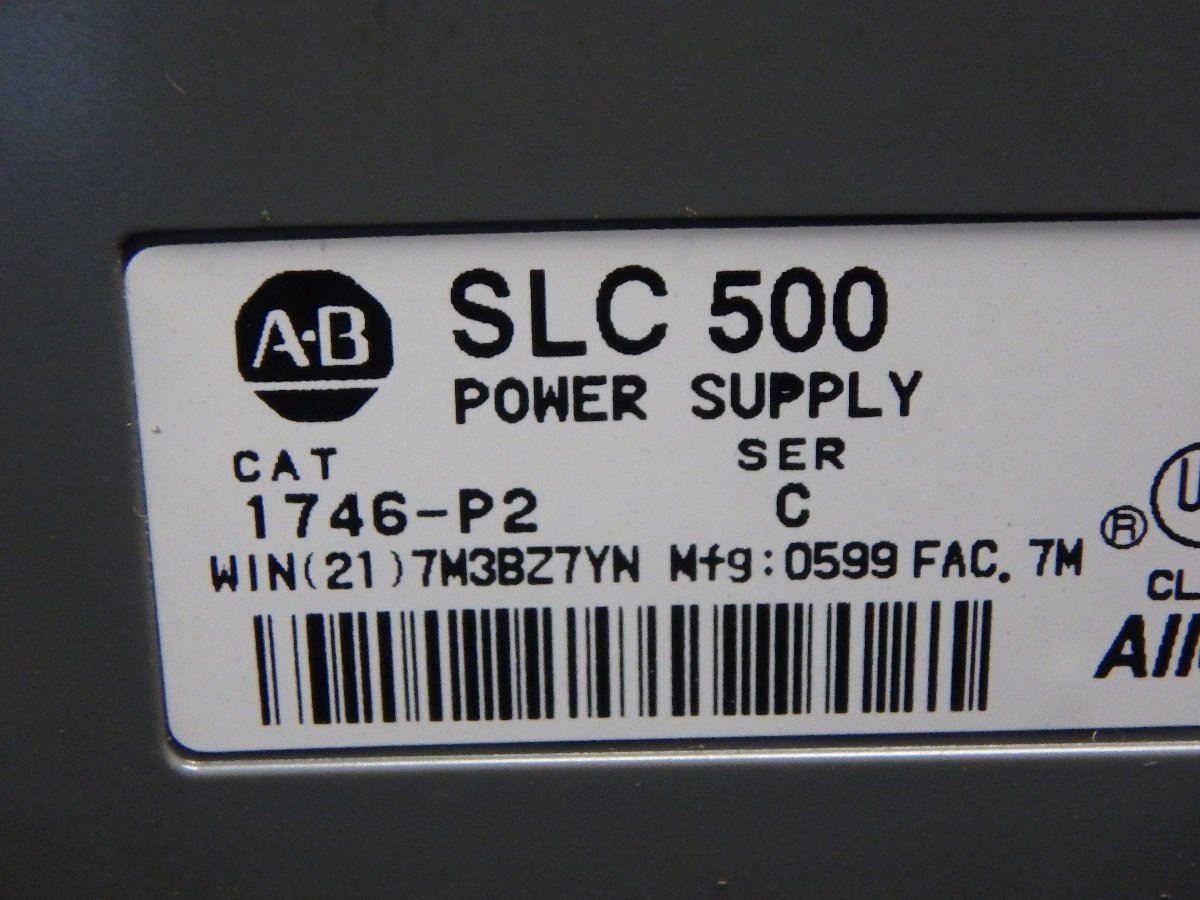 A-B
SLC 500
POWER SUPPLY
CAT SER
1746-P2 C
WIN(21)7M3BZ7YN Mfg:0599 FAC. 7M
®